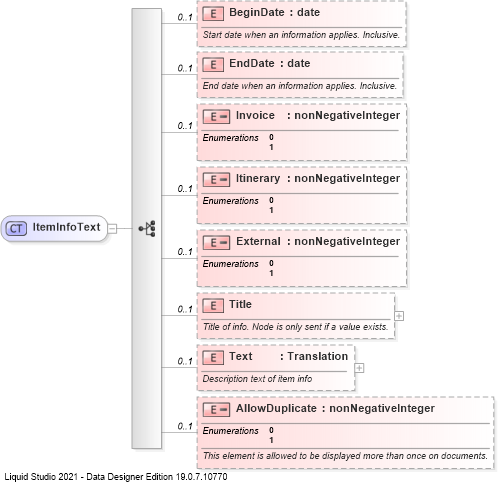 0..1
E BeginDate : date
Start date when an information applies. Inclusive.
0..1
E EndDate : date
End date when an information applies. Inclusive.
0..1
E Invoice : nonNegativeInteger
Enumerations 0
1
0..1
E Itinerary : nonNegativeInteger
Enumerations 0
1
CT ItemInfoText
0..1
E External : nonNegativeInteger
Enumerations 0
1
0..1
E Title
Title of info. Node is only sent if a value exists.
0..1
E Text : Translation
Description text of item info
0..1
E AllowDuplicate : nonNegativeInteger
Enumerations 0
1
This element is allowed to be displayed more than once on documents.
Liquid Studio 2021 - Data Designer Edition 19.0.7.10770